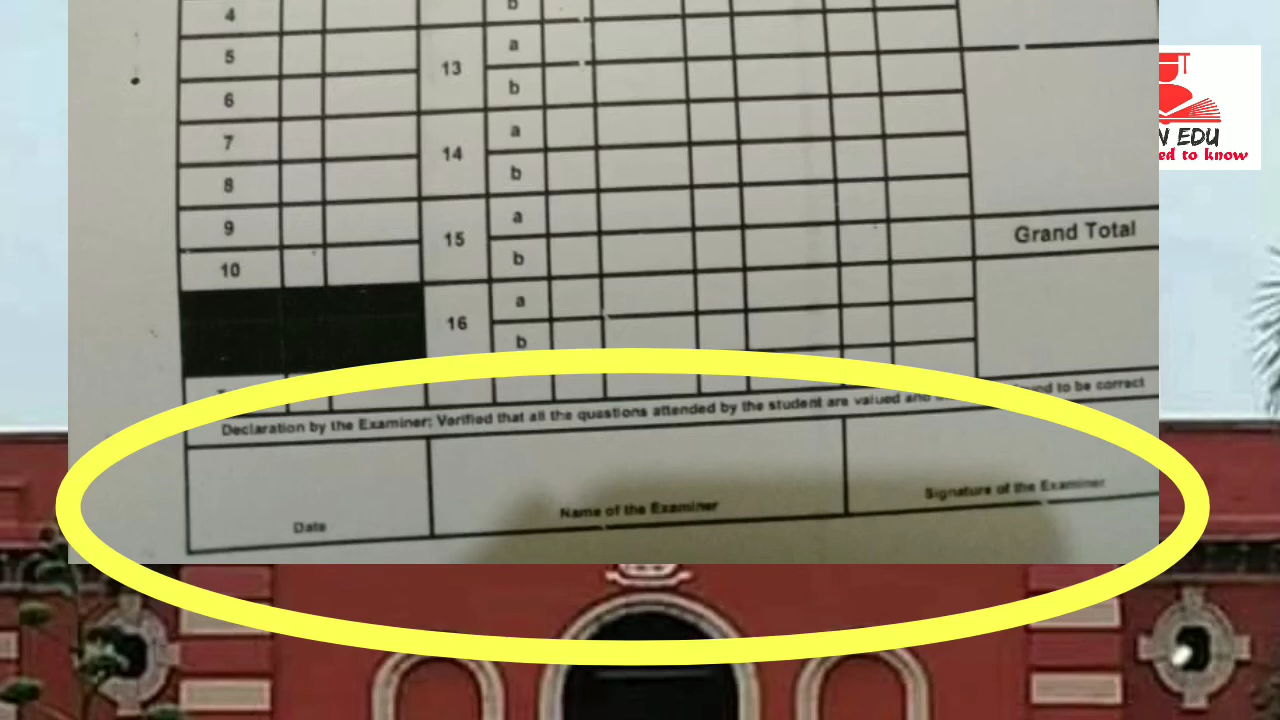 4
b
5
13
a
6
b
7
14
a
8
b
9
15
a
10
b
16
a
b
Grand Total
Declaration by the Examiner: Verified that all the questions attended by the student are valued and
found to be correct
Date
Name of the Examiner
Signature of the Examiner
N EDU
ed to know